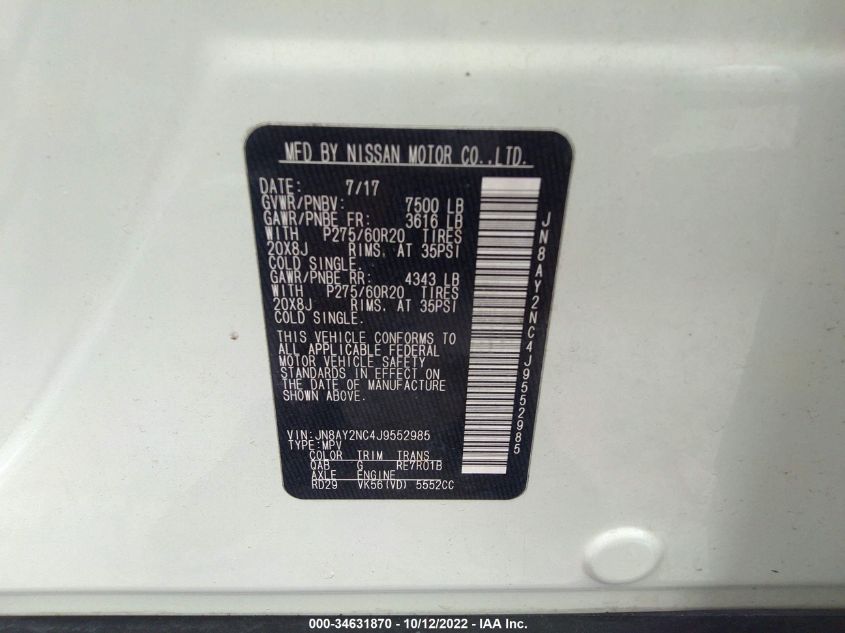 MFD BY NISSAN MOTOR CO.,LTD.
DATE: 7/17
GVWR/PNBV: 7500 LB
GAWR/PNBE FR: 3616 LB
WITH P275/60R20 TIRES
20X8J RIMS. AT 35PSI
COLD SINGLE.
GAWR/PNBE RR: 4343 LB
WITH P275/60R20 TIRES
20X8J RIMS. AT 35PSI
COLD SINGLE.
THIS VEHICLE CONFORMS TO
ALL APPLICABLE FEDERAL
MOTOR VEHICLE SAFETY
STANDARDS IN EFFECT ON
THE DATE OF MANUFACTURE
SHOWN ABOVE.
VIN:JN8AY2NC4J9552985
TYPE:MPV
COLOR TRIM TRANS
QAB G RE7R01B
AXLE ENGINE
RD29 VK56(VD) 5552CC
JN8AY2NC4J9552985
000-34631870 - 10/12/2022 - IAA Inc.